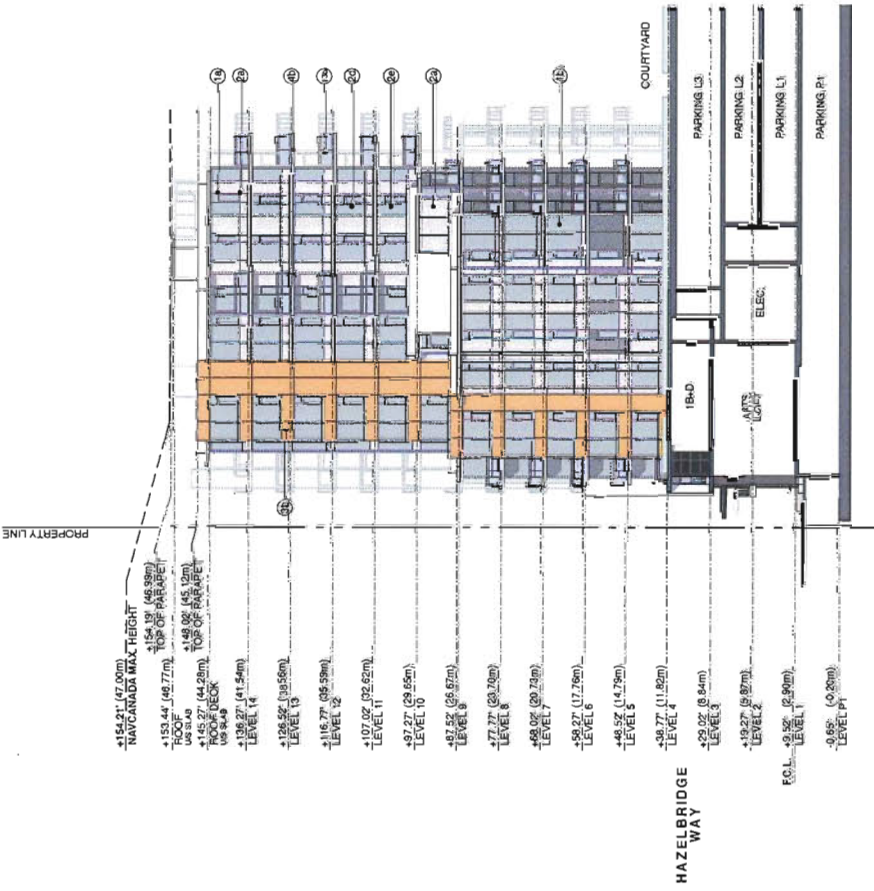 1a
2a
4b
2d
2e
2a
COURTYARD
PARKING L3
PARKING L2
PARKING L1
PARKING P1
ELEC.
1B+D
3b
PROPERTY LINE
+154.21' (47.00m)
NAVCANADA MAX. HEIGHT
+154.19' (46.99m)
TOP OF PARAPET
+153.44' (46.77m)
ROOF
U/S SLAB
+148.02' (45.12m)
TOP OF PARAPET
+145.27' (44.28m)
ROOF DECK
U/S SLAB
+136.27' (41.54m)
LEVEL 14
+126.52' (38.56m)
LEVEL 13
+116.77' (35.59m)
LEVEL 12
+107.02' (32.62m)
LEVEL 11
+97.27' (29.65m)
LEVEL 10
+87.52' (26.67m)
LEVEL 9
+77.77' (23.70m)
LEVEL 8
+68.02' (20.73m)
LEVEL 7
+58.27' (17.76m)
LEVEL 6
+48.52' (14.79m)
LEVEL 5
+38.77' (11.82m)
LEVEL 4
+29.02' (8.84m)
LEVEL 3
+19.27' (5.87m)
LEVEL 2
F.C.L. +9.52' (2.90m)
LEVEL 1
-0.65' (-0.20m)
LEVEL P1
HAZELBRIDGE
WAY